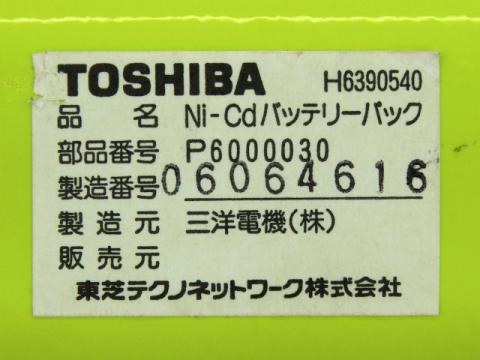 TOSHIBA H6390540
品名 Ni-Cdバッテリーパック
部品番号 P6000030
製造番号 06064616
製造元 三洋電機(株)
販売元
東芝テクノネットワーク株式会社